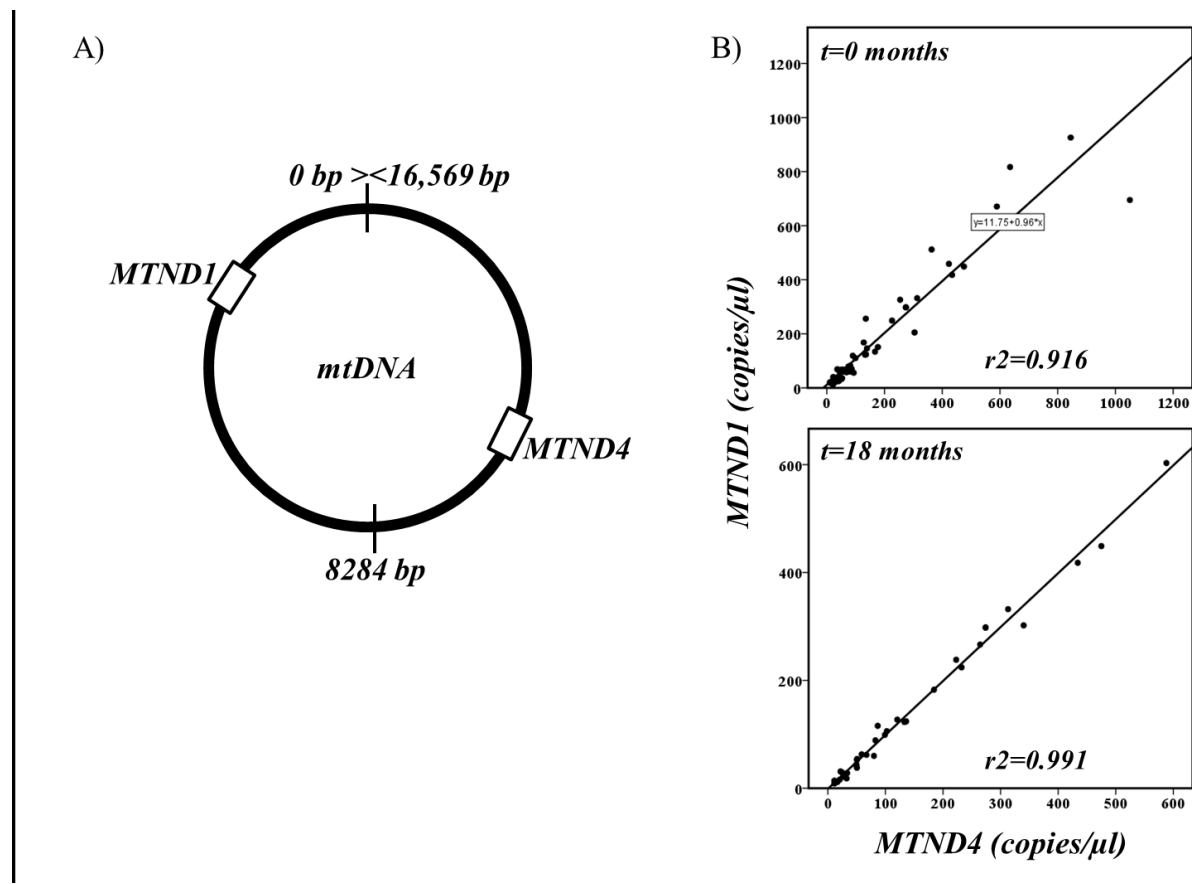 A)
0 bp ><16,569 bp
MTND1
mtDNA
MTND4
8284 bp
B)
t=0 months
1200
1000
800
600
400
200
0
y=11.75+0.96*x
r2=0.916
0 200 400 600 800 1000 1200
t=18 months
600
400
200
0
r2=0.991
0 100 200 300 400 500 600
MTND1 (copies/µl)
MTND4 (copies/µl)